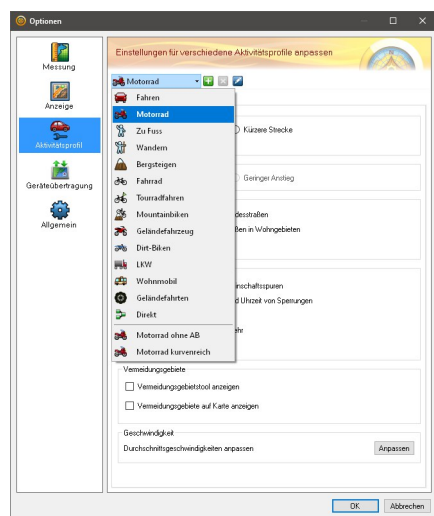 Optionen
Messung
Anzeige
Aktivitätsprofil
Geräteübertragung
Allgemein
Einstellungen für verschiedene Aktivitätsprofile anpassen
Motorrad
Fahren
Motorrad
Zu Fuss
Wandern
Bergsteigen
Fahrrad
Tourradfahren
Mountainbiken
Geländefahrzeug
Dirt-Biken
LKW
Wohnmobil
Geländefahrten
Direkt
Motorrad ohne AB
Motorrad kurvenreich
Kürzere Strecke
Geringer Anstieg
desstraßen
ßen in Wohngebieten
inschaftsspuren
d Uhrzeit von Sperrungen
ehr
Vermeidungsgebiete
Vermeidungsgebietstool anzeigen
Vermeidungsgebiete auf Karte anzeigen
Geschwindigkeit
Durchschnittsgeschwindigkeiten anpassen
Anpassen
OK
Abbrechen